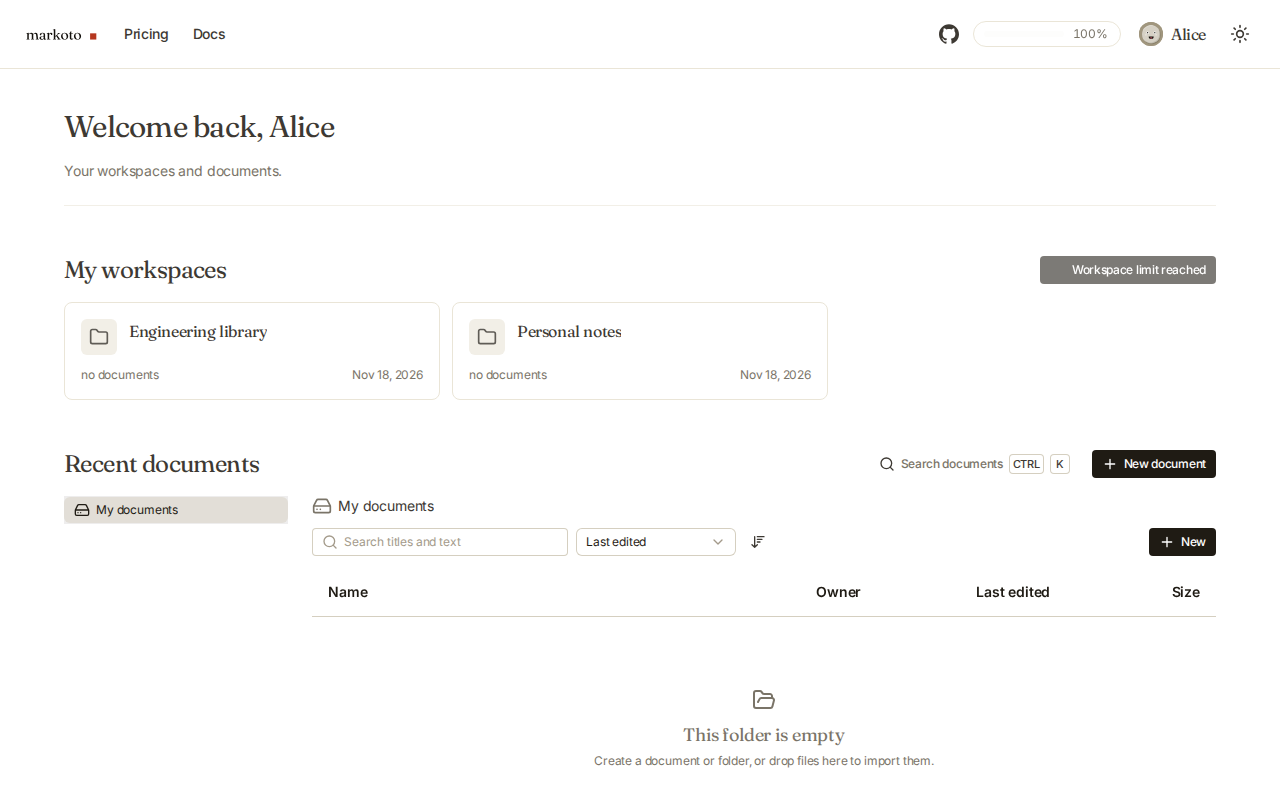 markoto Pricing Docs 100% Alice
Welcome back, Alice
Your workspaces and documents.
My workspaces Workspace limit reached
Engineering library Personal notes
no documents Nov 18, 2026 no documents Nov 18, 2026
Recent documents Search documents CTRL K New document
My documents My documents
Search titles and text Last edited New
Name Owner Last edited Size
This folder is empty
Create a document or folder, or drop files here to import them.